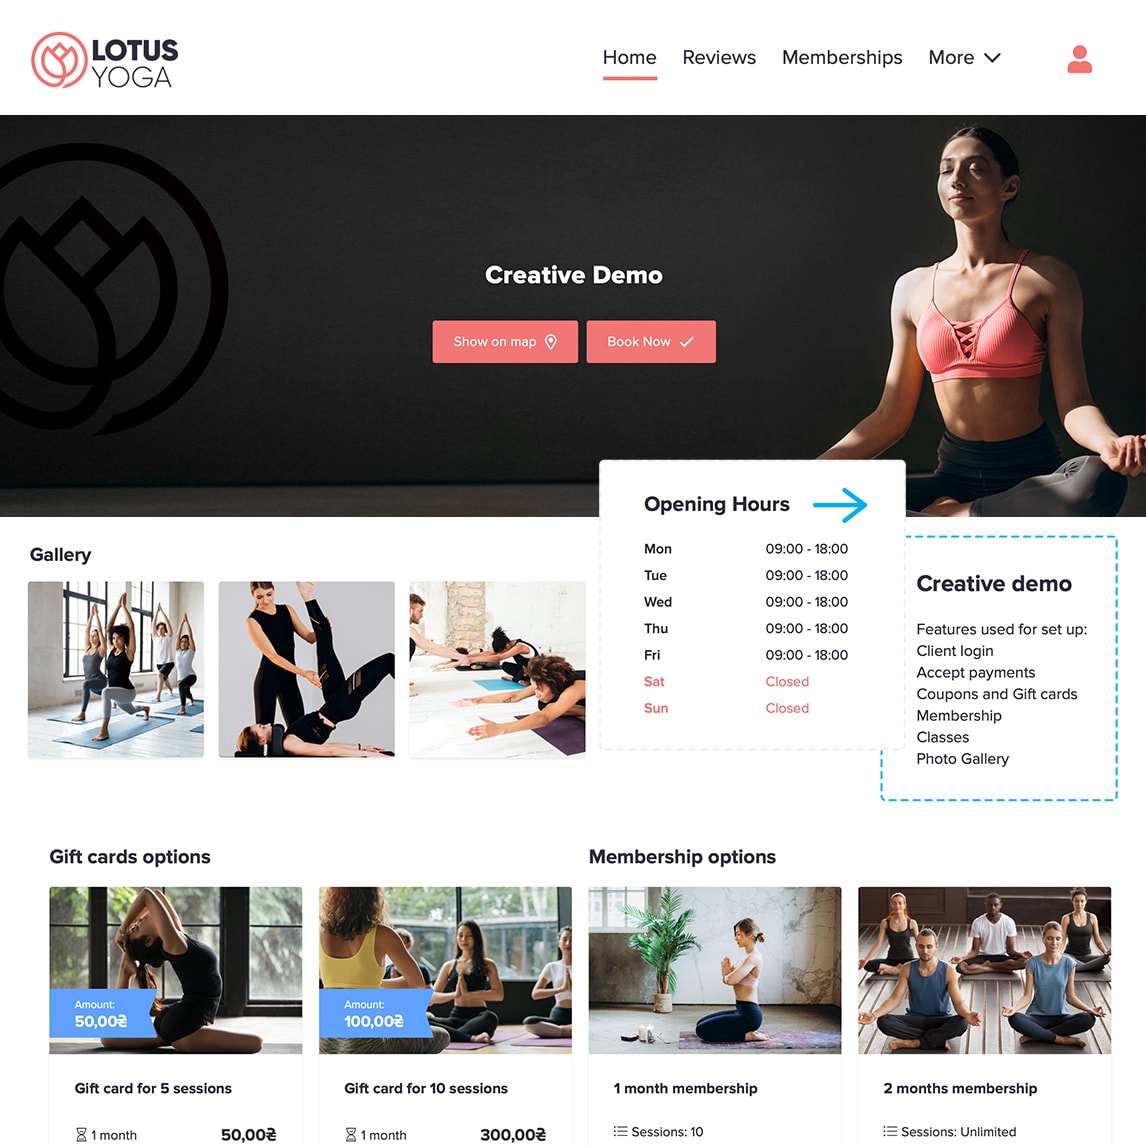 LOTUS
YOGA
Home
Reviews
Memberships
More
Creative Demo
Show on map
Book Now
Opening Hours
Mon 09:00 - 18:00
Tue 09:00 - 18:00
Wed 09:00 - 18:00
Thu 09:00 - 18:00
Fri 09:00 - 18:00
Sat Closed
Sun Closed
Gallery
Creative demo
Features used for set up:
Client login
Accept payments
Coupons and Gift cards
Membership
Classes
Photo Gallery
Gift cards options
Amount:
50,00₴
Gift card for 5 sessions
1 month 50,00₴
Amount:
100,00₴
Gift card for 10 sessions
1 month 300,00₴
Membership options
1 month membership
Sessions: 10
2 months membership
Sessions: Unlimited